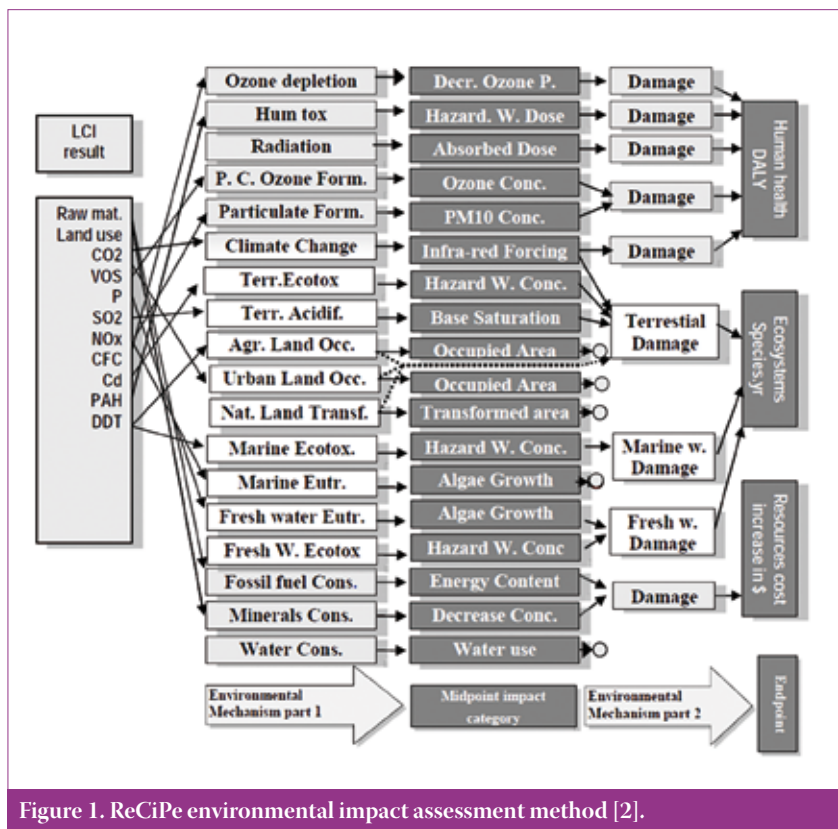 LCI
result
Raw mat.
Land use
CO2
VOS
P
SO2
NOx
CFC
Cd
PAH
DDT
Ozone depletion
Hum tox
Radiation
P. C. Ozone Form.
Particulate Form.
Climate Change
Terr.Ecotox
Terr. Acidif.
Agr. Land Occ.
Urban Land Occ.
Nat. Land Transf.
Marine Ecotox.
Marine Eutr.
Fresh water Eutr.
Fresh W. Ecotox
Fossil fuel Cons.
Minerals Cons.
Water Cons.
Environmental
Mechanism part 1
Decr. Ozone P.
Hazard. W. Dose
Absorbed Dose
Ozone Conc.
PM10 Conc.
Infra-red Forcing
Hazard W. Conc.
Base Saturation
Occupied Area
Occupied Area
Transformed area
Hazard W. Conc.
Algae Growth
Algae Growth
Hazard W. Conc
Energy Content
Decrease Conc.
Water use
Midpoint impact
category
Damage
Damage
Damage
Damage
Damage
Terrestial
Damage
Marine w.
Damage
Fresh w.
Damage
Damage
Environmental
Mechanism part 2
Human health
DALY
Ecosystems
Species.yr
Resources cost
increase in $
Endpoint
Figure 1. ReCiPe environmental impact assessment method [2].